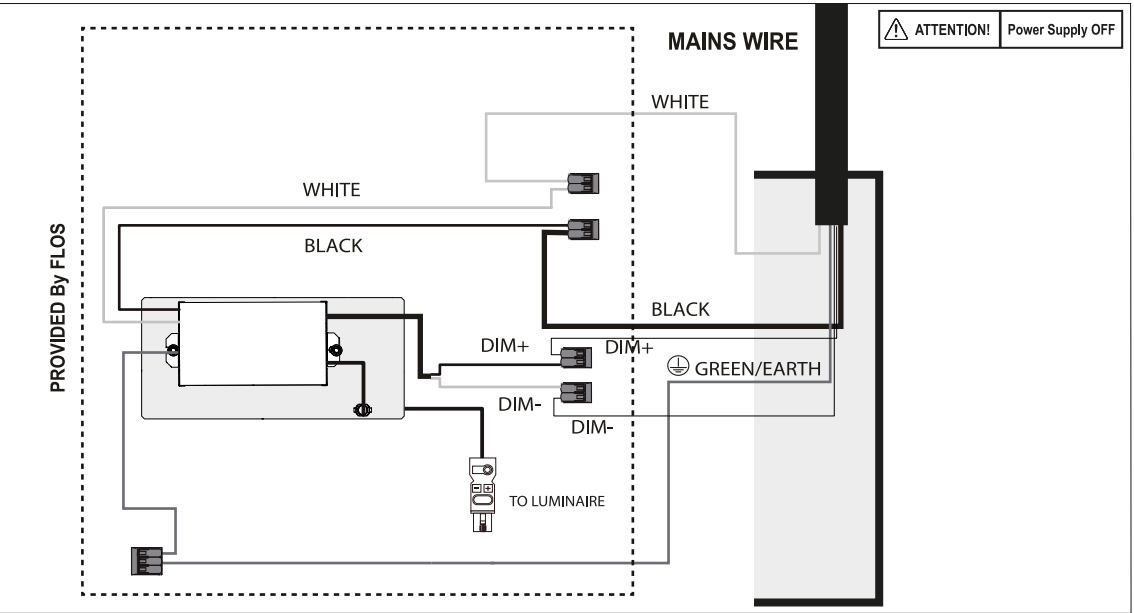 MAINS WIRE
ATTENTION!
Power Supply OFF
WHITE
WHITE
BLACK
PROVIDED By FLOS
BLACK
DIM+
DIM+
GREEN/EARTH
DIM-
DIM-
TO LUMINAIRE